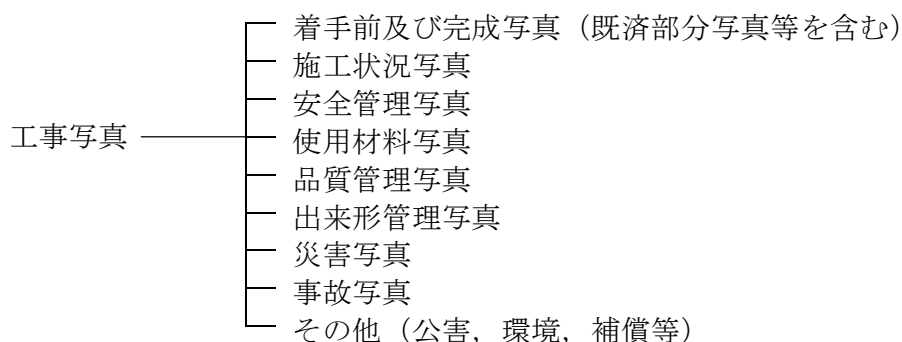 着手前及び完成写真（既済部分写真等を含む）
施工状況写真
安全管理写真
工事写真
使用材料写真
品質管理写真
出来形管理写真
災害写真
事故写真
その他（公害，環境，補償等）